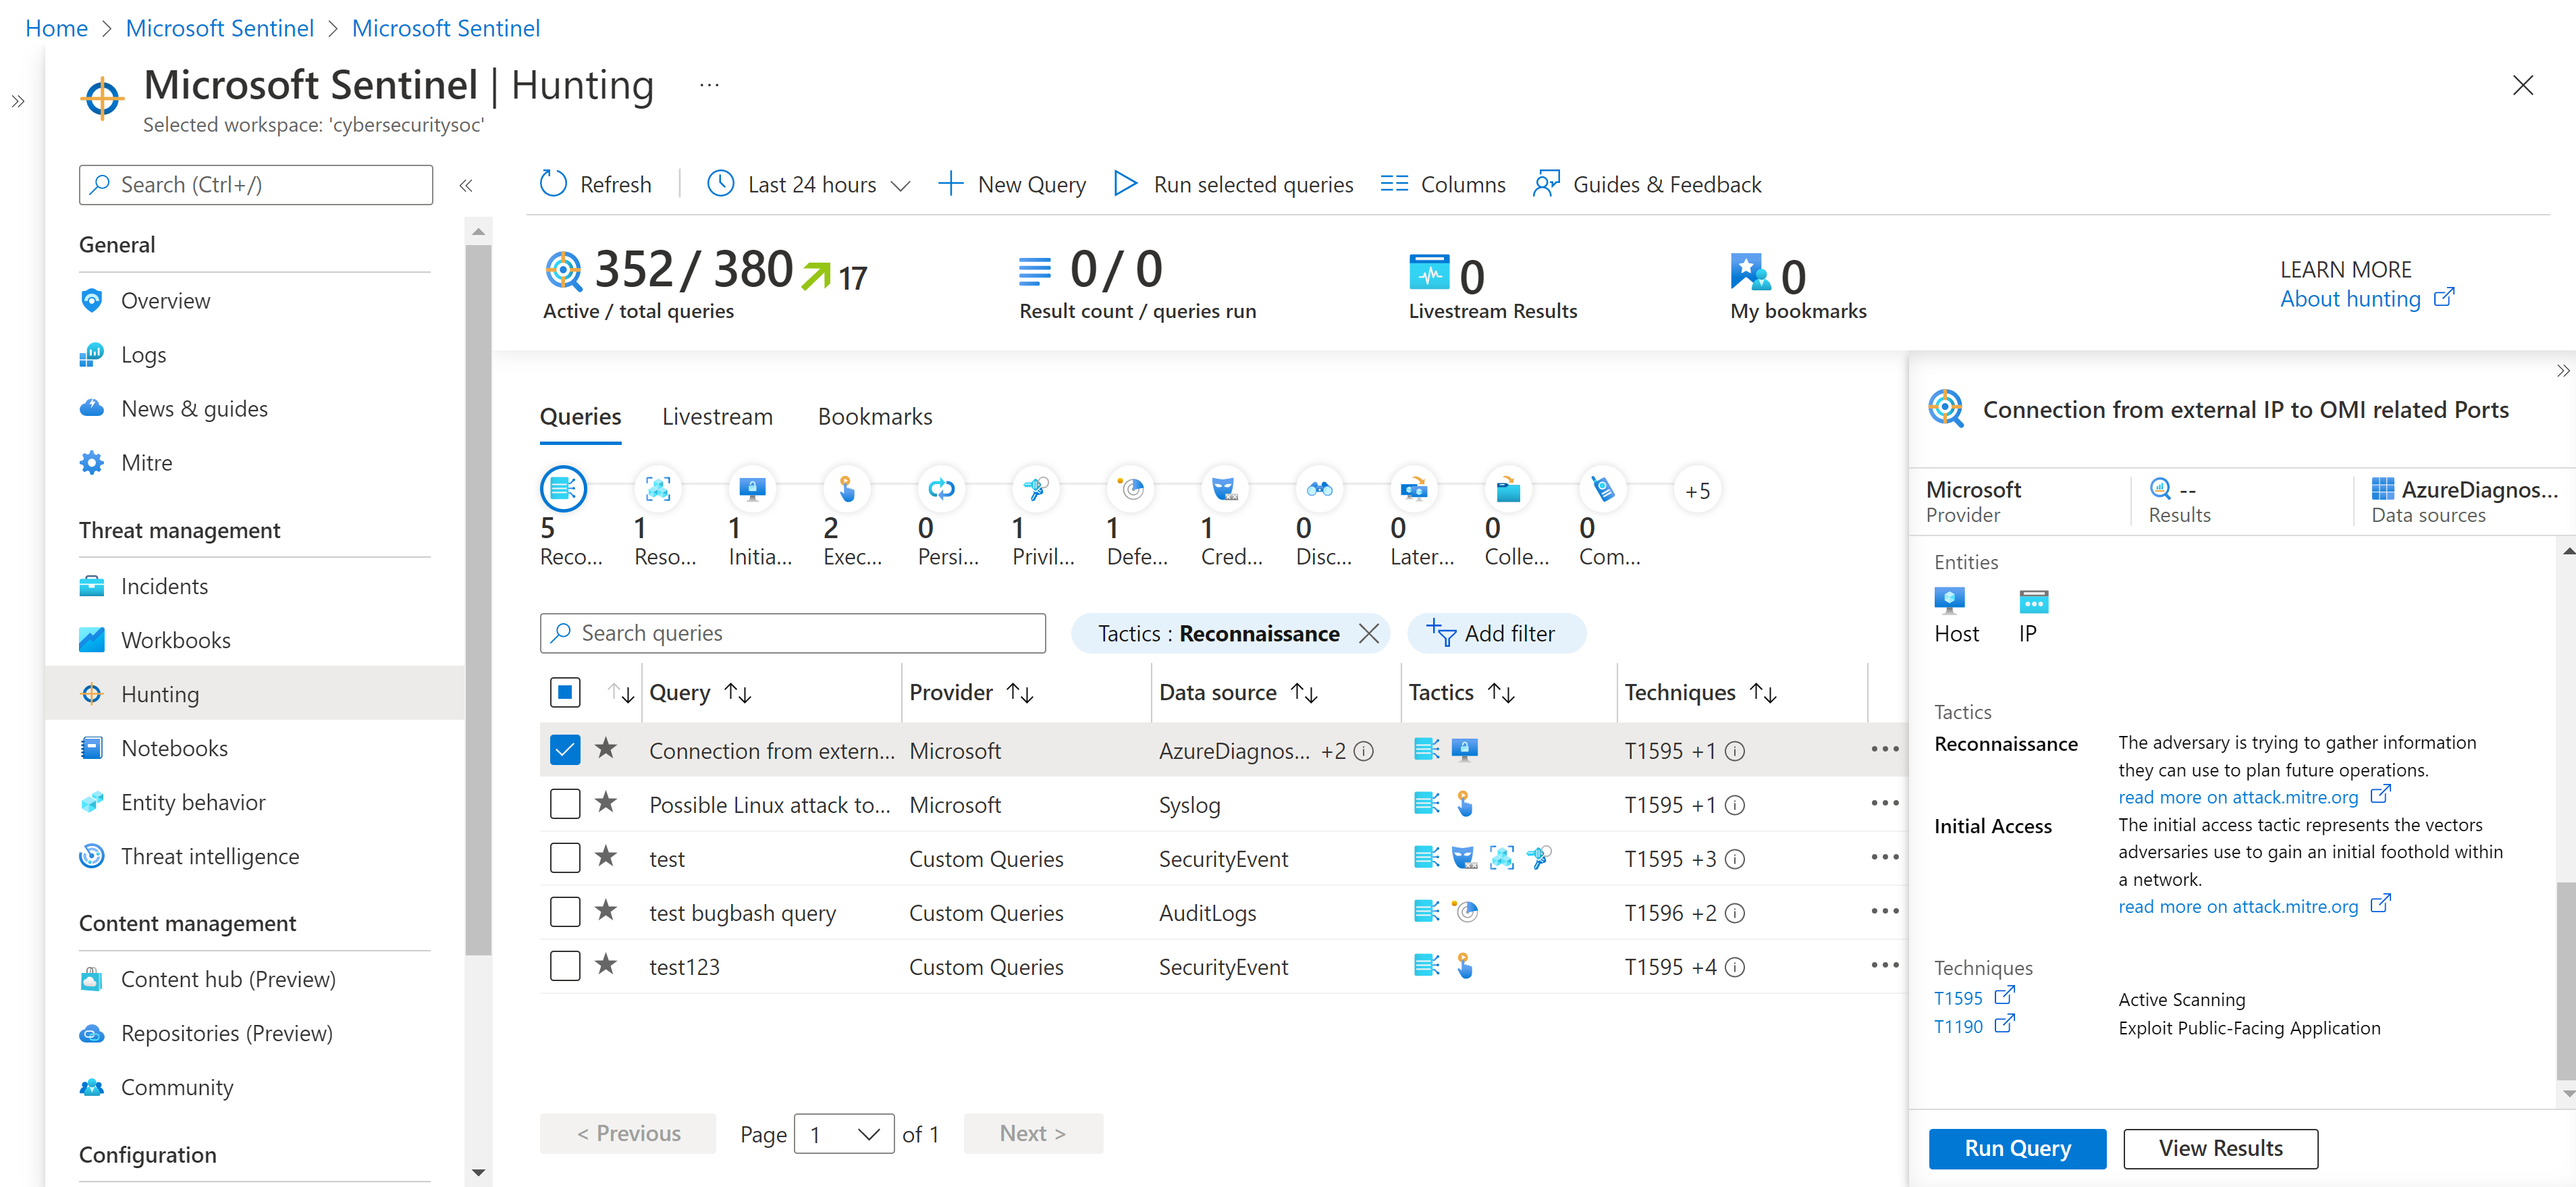 Home > Microsoft Sentinel > Microsoft Sentinel
Microsoft Sentinel | Hunting ...
Selected workspace: 'cybersecuritysoc'
Search (Ctrl+/)
General
Overview
Logs
News & guides
Mitre
Threat management
Incidents
Workbooks
Hunting
Notebooks
Entity behavior
Threat intelligence
Content management
Content hub (Preview)
Repositories (Preview)
Community
Configuration
Refresh
Last 24 hours
New Query
Run selected queries
Columns
Guides & Feedback
352 / 380 17
Active / total queries
0 / 0
Result count / queries run
0
Livestream Results
0
My bookmarks
LEARN MORE
About hunting
Queries Livestream Bookmarks
+5
5 1 1 2 0 1 1 1 0 0 0 0
Reco... Reso... Initia... Exec... Persi... Privil... Defe... Cred... Disc... Later... Colle... Com...
Search queries
Tactics : Reconnaissance
Add filter
Query Provider Data source Tactics Techniques
Connection from extern... Microsoft AzureDiagnos... +2 T1595 +1
Possible Linux attack to... Microsoft Syslog T1595 +1
test Custom Queries SecurityEvent T1595 +3
test bugbash query Custom Queries AuditLogs T1596 +2
test123 Custom Queries SecurityEvent T1595 +4
< Previous Page 1 of 1 Next >
Connection from external IP to OMI related Ports
Microsoft
Provider
--
Results
AzureDiagnos...
Data sources
Entities
Host IP
Tactics
Reconnaissance
The adversary is trying to gather information
they can use to plan future operations.
read more on attack.mitre.org
Initial Access
The initial access tactic represents the vectors
adversaries use to gain an initial foothold within
a network.
read more on attack.mitre.org
Techniques
T1595 Active Scanning
T1190 Exploit Public-Facing Application
Run Query View Results